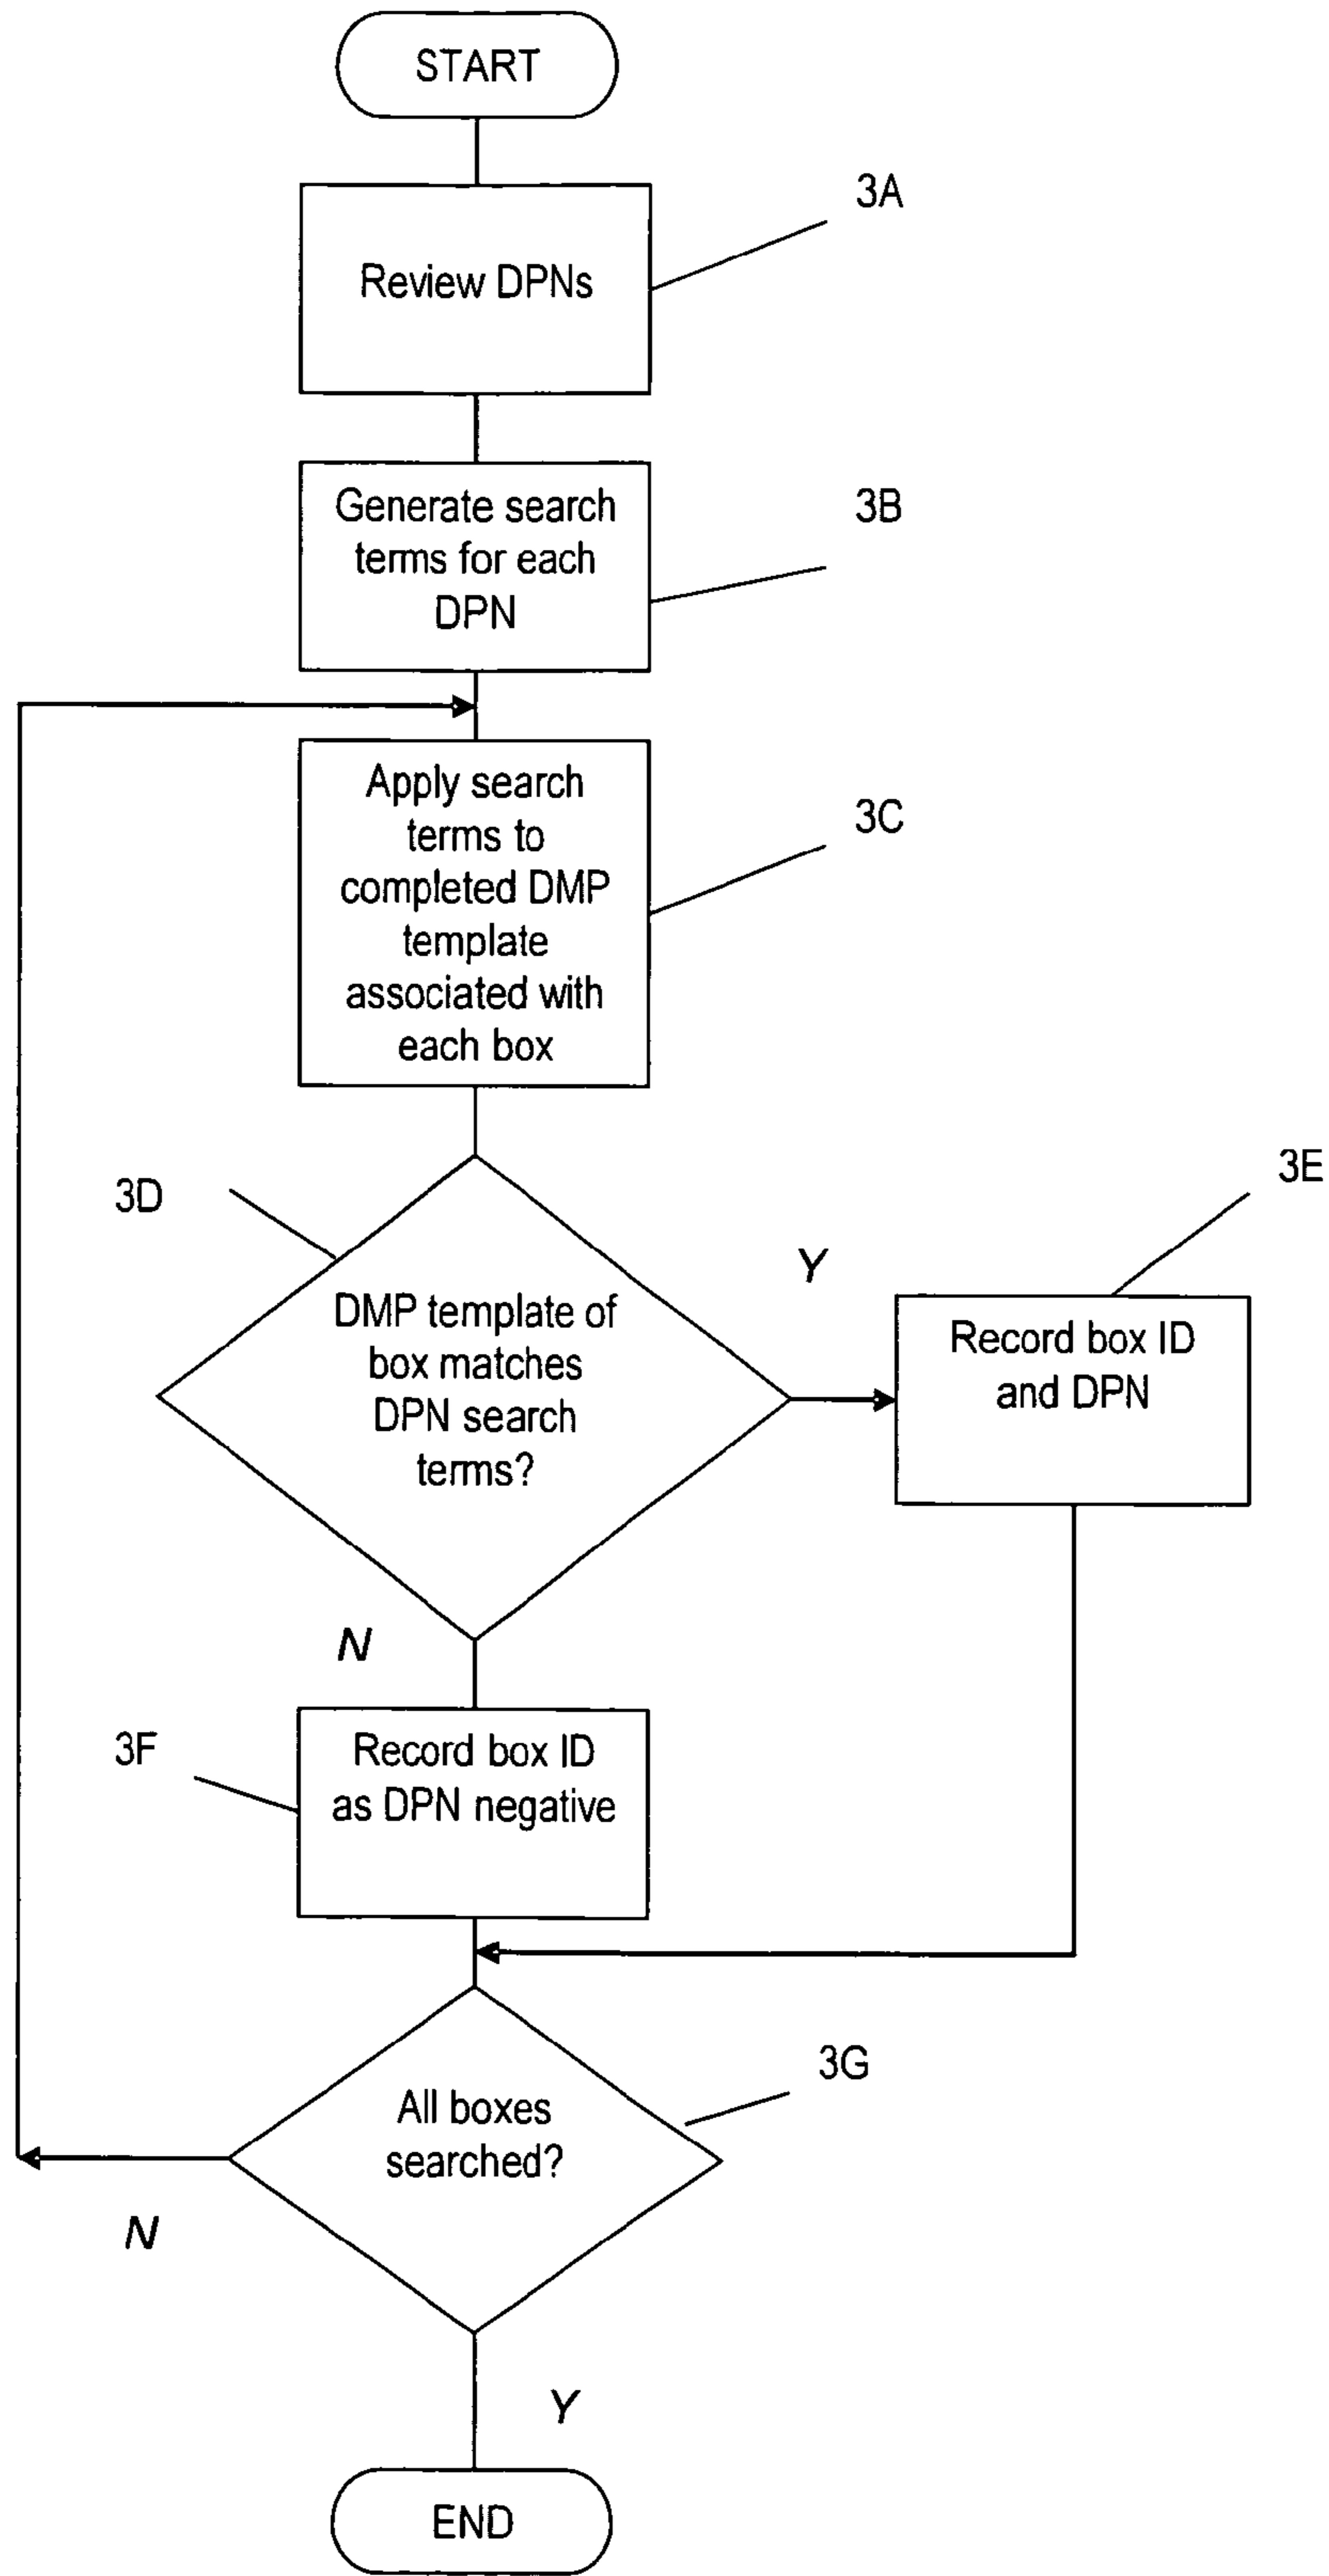 START
3A
Review DPNs
Generate search
terms for each
DPN
3B
Apply search
terms to
completed DMP
template
associated with
each box
3C
3D
DMP template of
box matches
DPN search
terms?
Y
3E
Record box ID
and DPN
N
3F
Record box ID
as DPN negative
3G
All boxes
searched?
N
Y
END